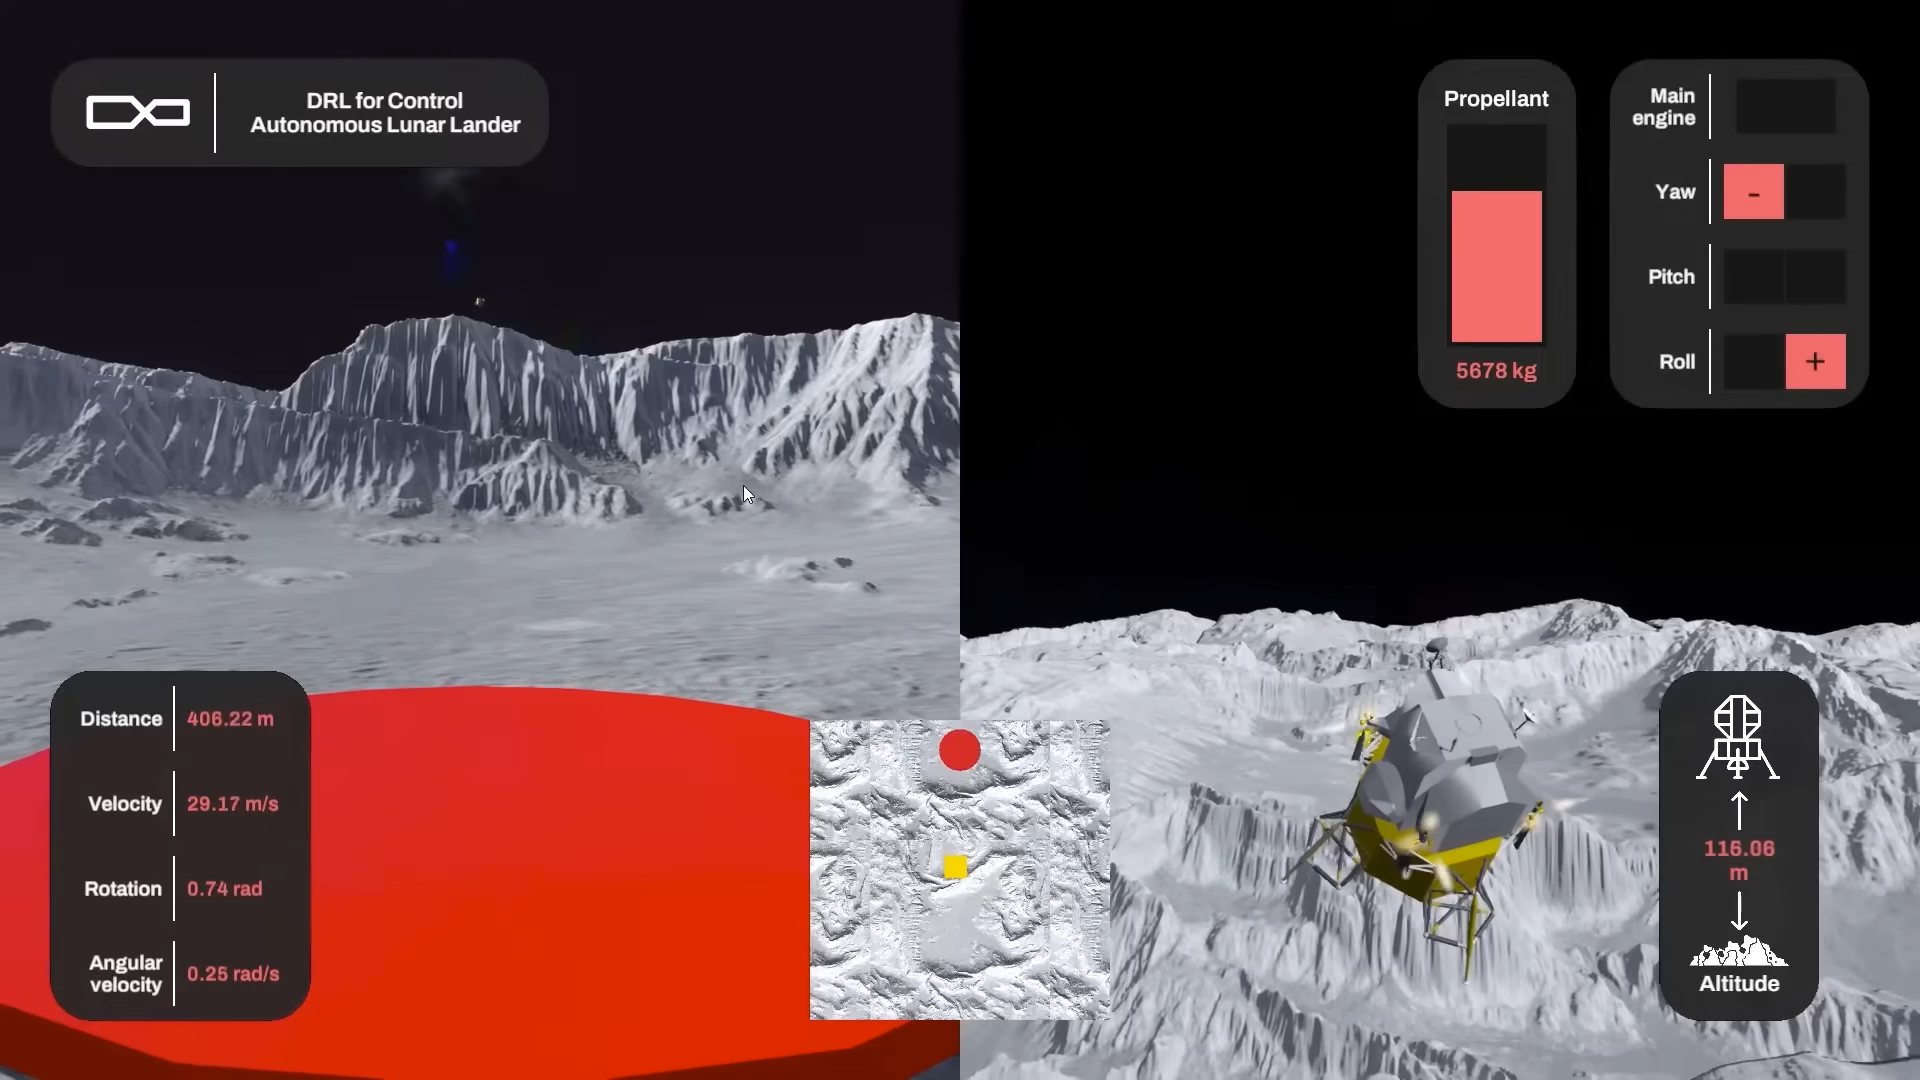 DRL for Control
Autonomous Lunar Lander
Propellant
5678 kg
Main
engine
Yaw
-
Pitch
Roll
+
Distance
406.22 m
Velocity
29.17 m/s
Rotation
0.74 rad
Angular
velocity
0.25 rad/s
116.06
m
Altitude